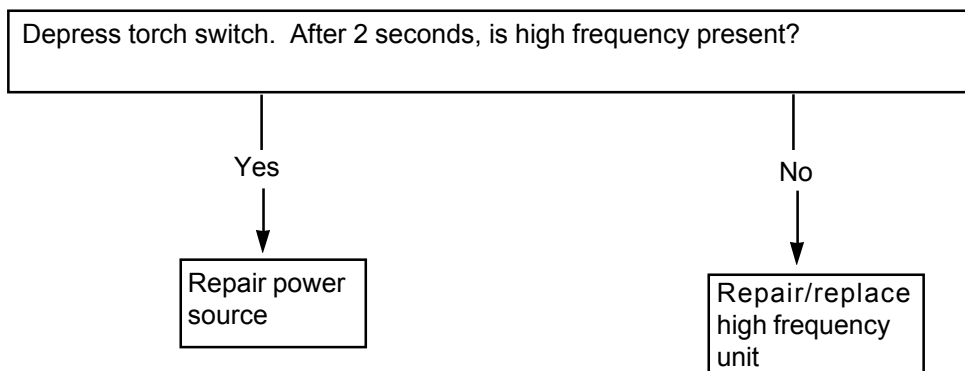 Depress torch switch. After 2 seconds, is high frequency present?
Yes
No
Repair power
source
Repair/replace
high frequency
unit